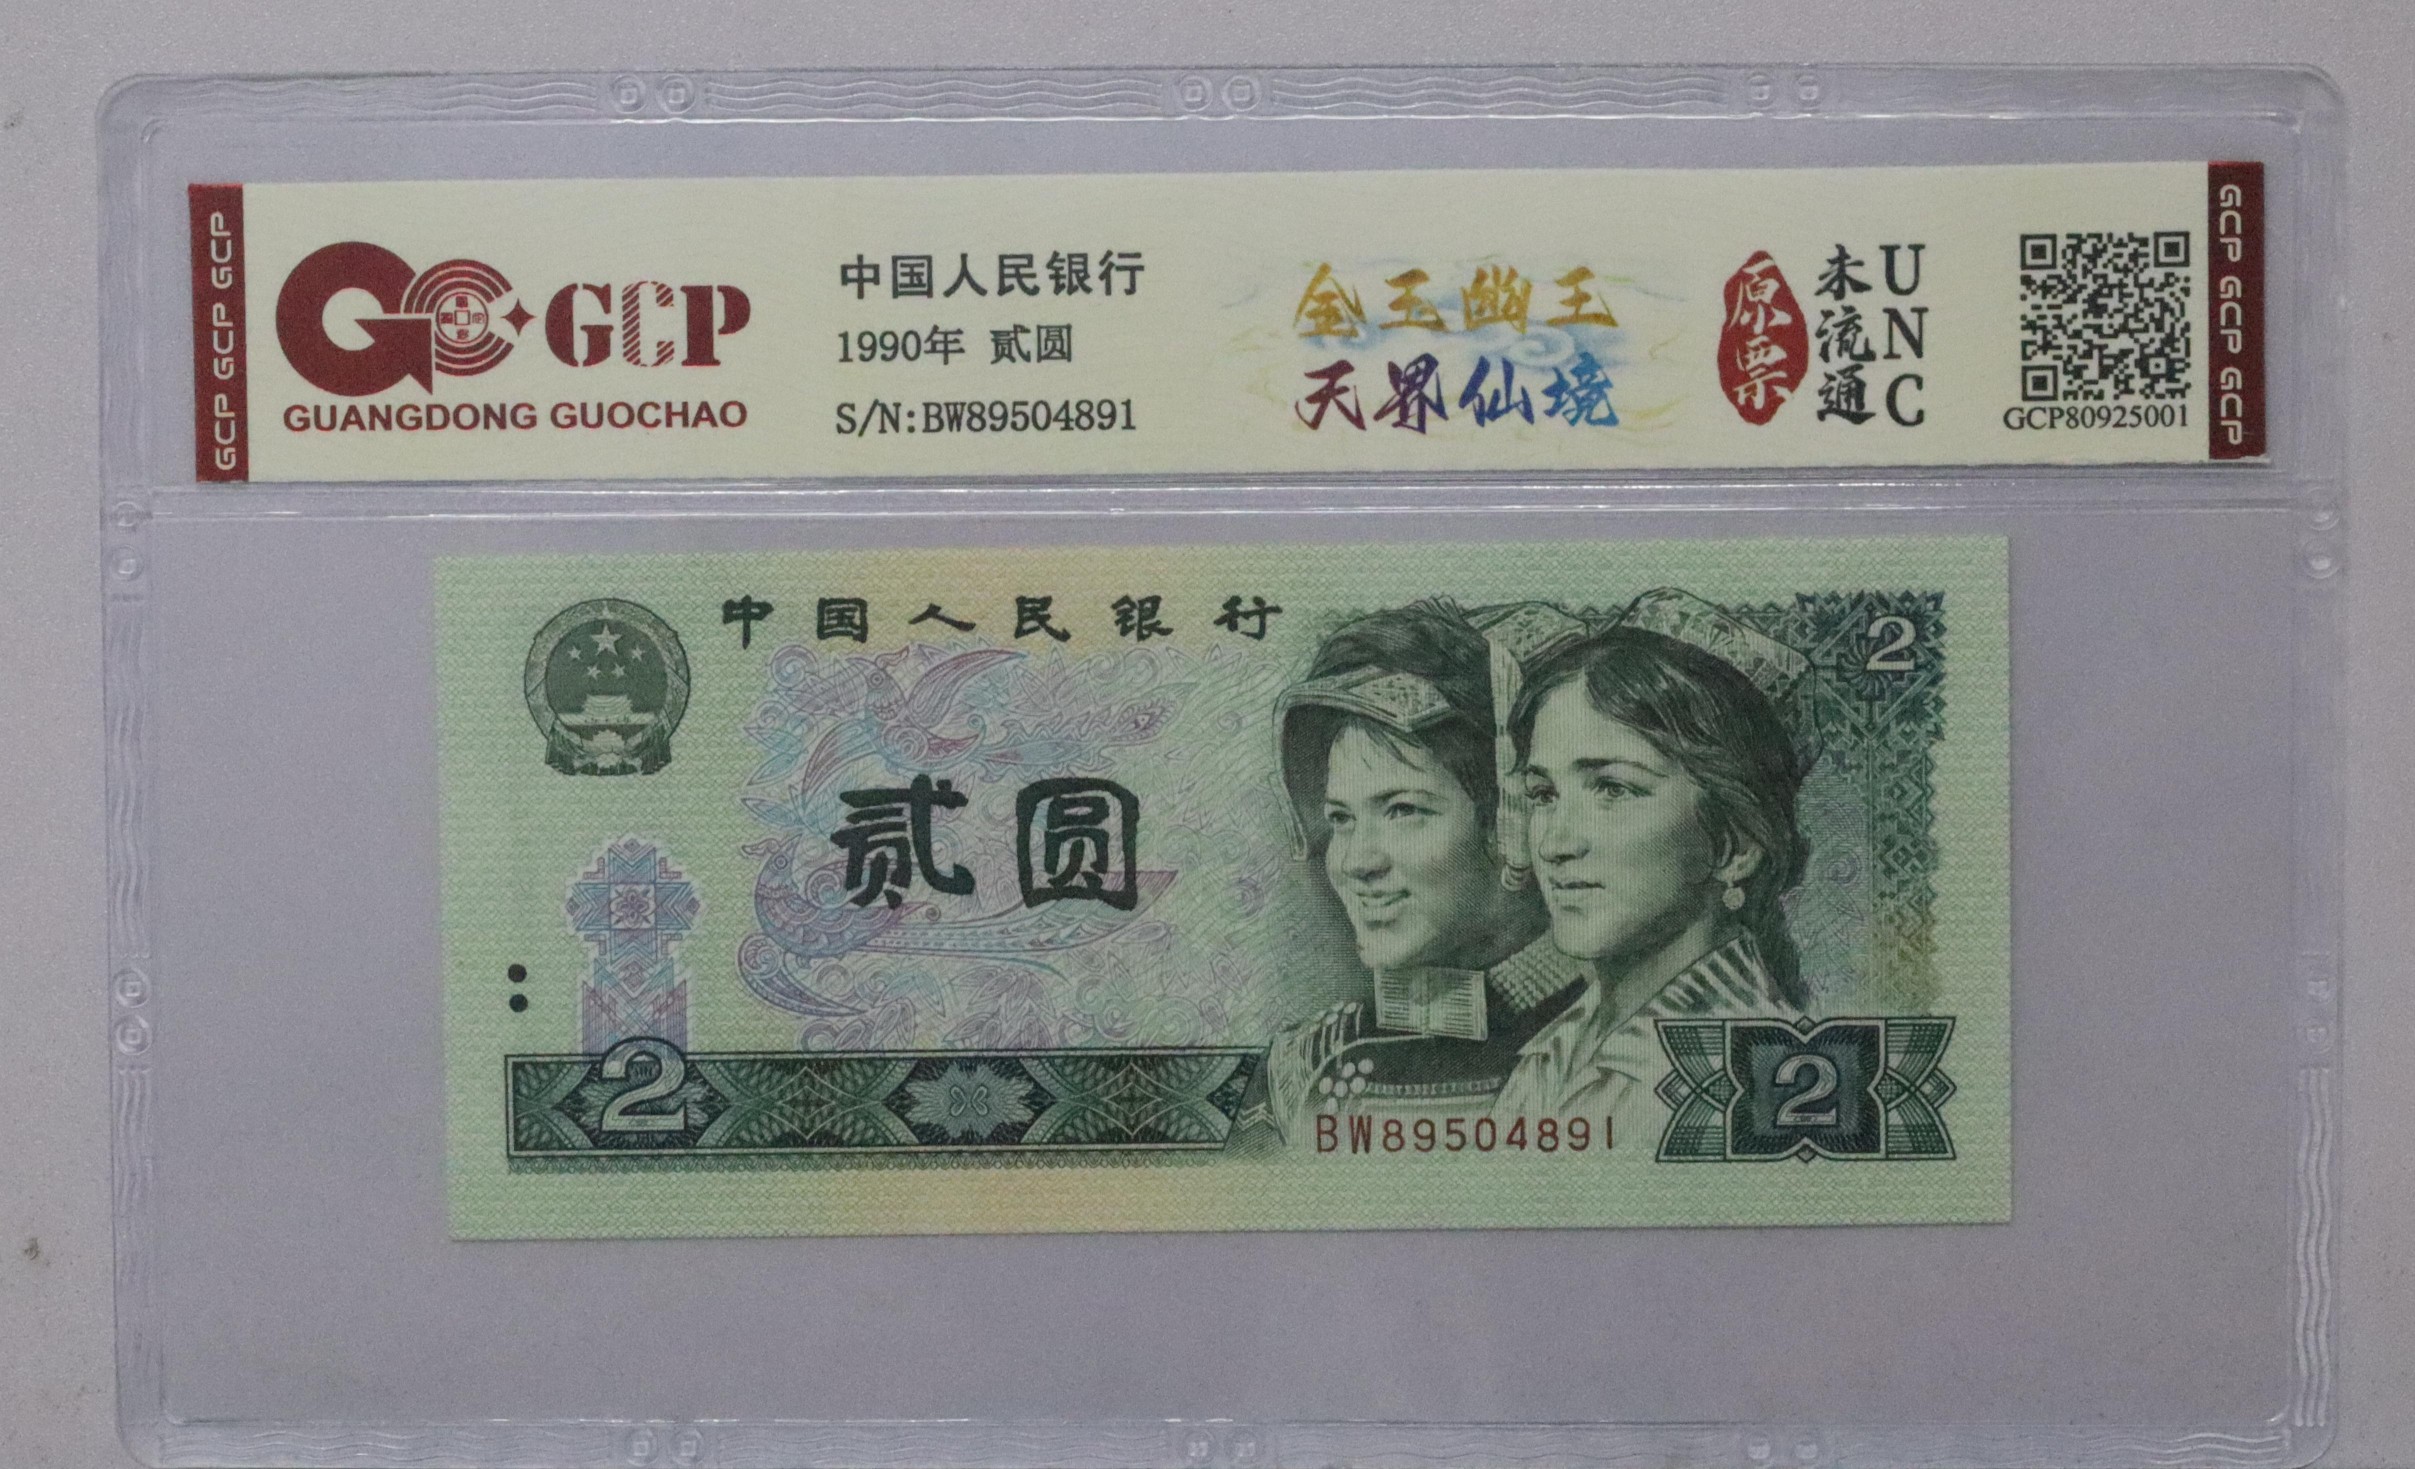 GCP GCP GCP
GCP
GUANGDONG GUOCHAO
中国人民银行
1990年 贰圆
S/N:BW89504891
金玉幽王
天界仙境
原票
未流通
UNC
GCP80925001
GCP GCP GCP
中国人民银行
2
贰圆
2
BW89504891
2